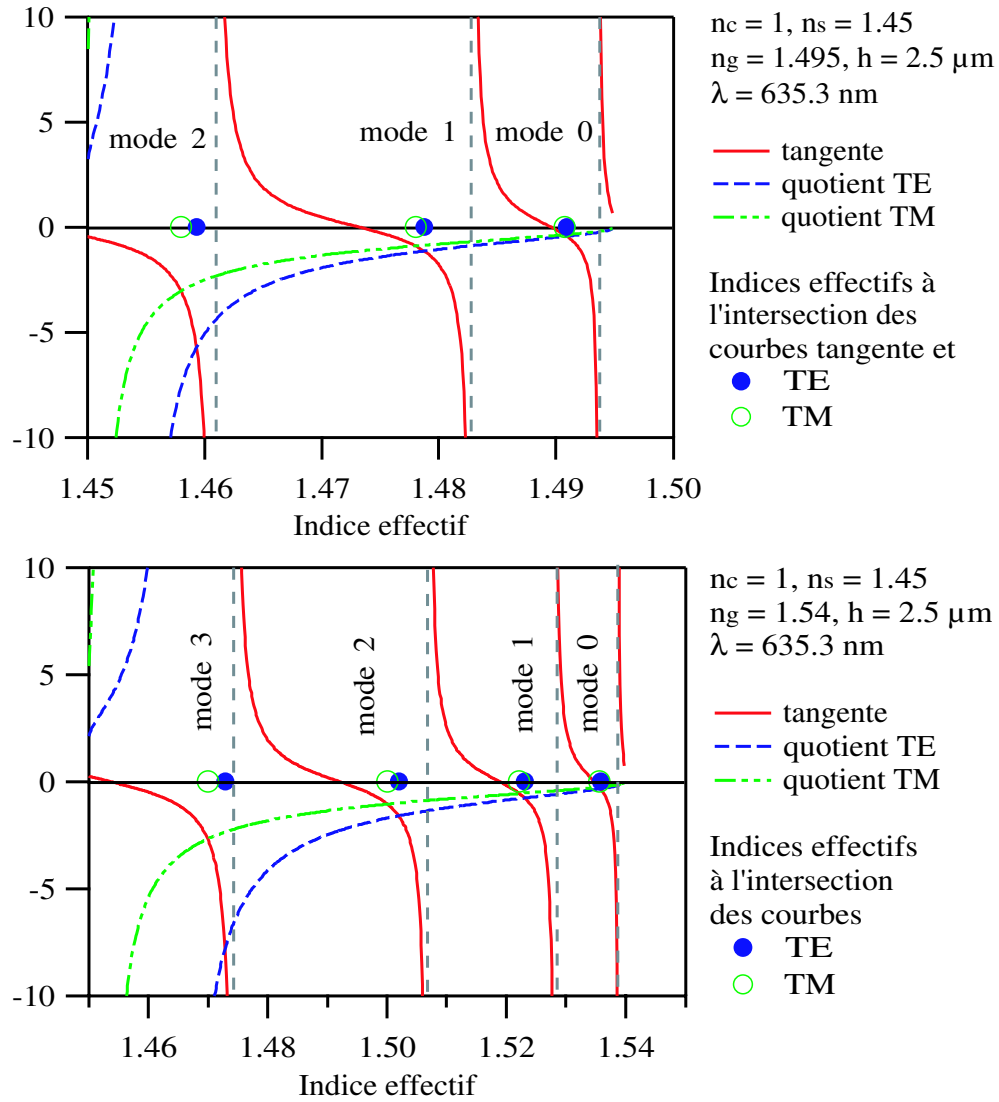 10
5
0
-5
-10
mode 2
mode 1
mode 0
1.45
1.46
1.47
1.48
1.49
1.50
Indice effectif
nc = 1, ns = 1.45
ng = 1.495, h = 2.5 µm
λ = 635.3 nm
tangente
quotient TE
quotient TM
Indices effectifs à
l'intersection des
courbes tangente et
TE
TM
10
5
0
-5
-10
mode 3
mode 2
mode 1
mode 0
1.46
1.48
1.50
1.52
1.54
Indice effectif
nc = 1, ns = 1.45
ng = 1.54, h = 2.5 µm
λ = 635.3 nm
tangente
quotient TE
quotient TM
Indices effectifs
à l'intersection
des courbes
TE
TM